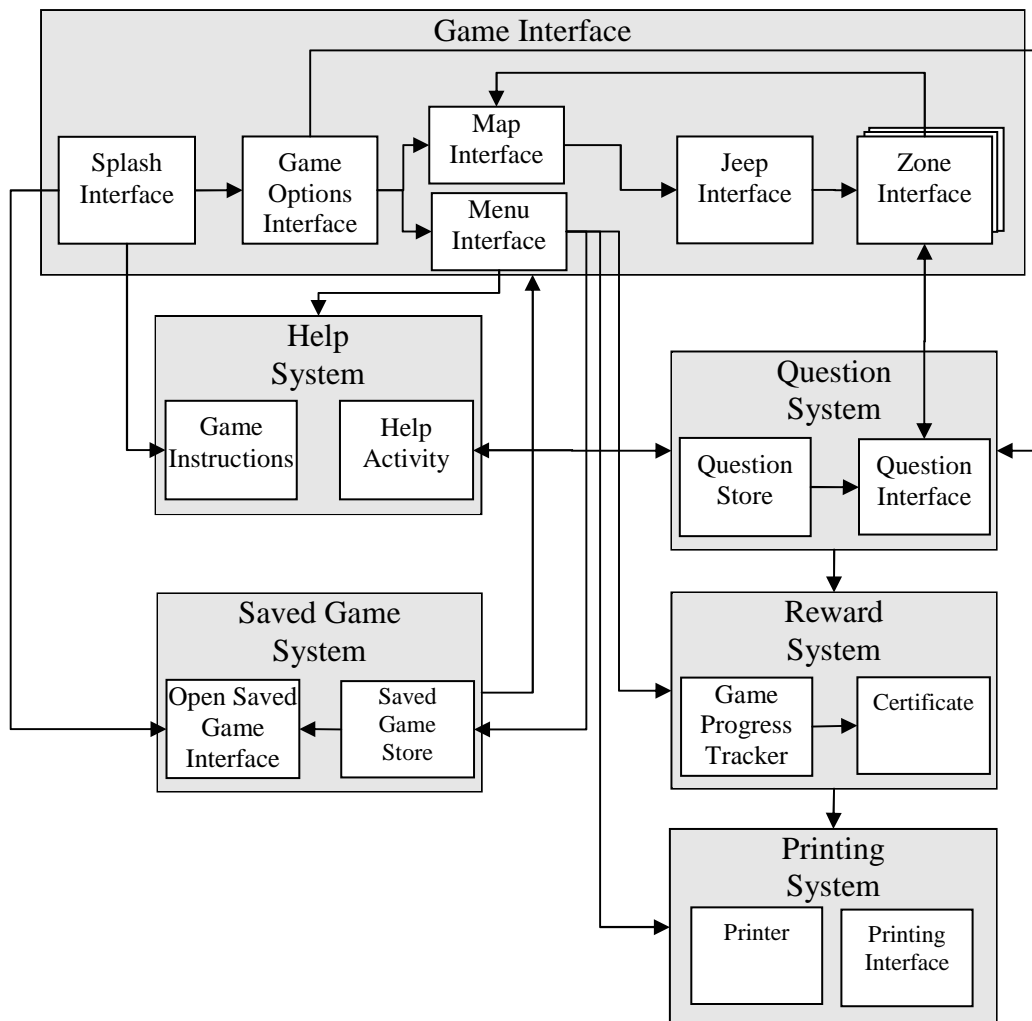 Game Interface
Splash
Interface
Game
Options
Interface
Map
Interface
Menu
Interface
Jeep
Interface
Zone
Interface
Help
System
Game
Instructions
Help
Activity
Question
System
Question
Store
Question
Interface
Saved Game
System
Open Saved
Game
Interface
Saved
Game
Store
Reward
System
Game
Progress
Tracker
Certificate
Printing
System
Printer
Printing
Interface